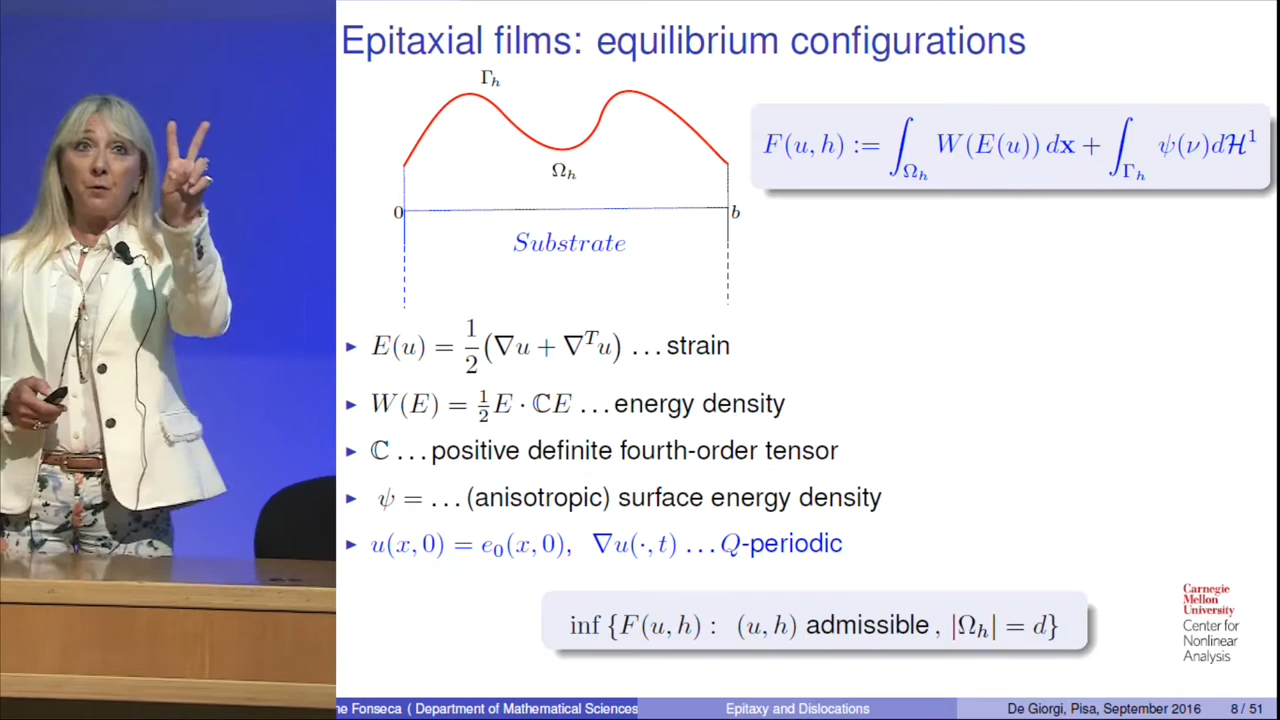 Epitaxial films: equilibrium configurations
Γ_h
F(u, h) := ∫_{Ω_h} W(E(u)) dx + ∫_{Γ_h} ψ(ν)dℋ^1
Ω_h
0
b
Substrate
▶ E(u) = 1/2 (∇u + ∇^T u) ... strain
▶ W(E) = 1/2 E · ℂE ... energy density
▶ ℂ ... positive definite fourth-order tensor
▶ ψ = ... (anisotropic) surface energy density
▶ u(x, 0) = e_0(x, 0), ∇u(·, t) ... Q-periodic
inf {F(u, h) : (u, h) admissible , |Ω_h| = d}
Carnegie
Mellon
University
Center for
Nonlinear
Analysis
ne Fonseca ( Department of Mathematical Sciences
Epitaxy and Dislocations
De Giorgi, Pisa, September 2016
8 / 51